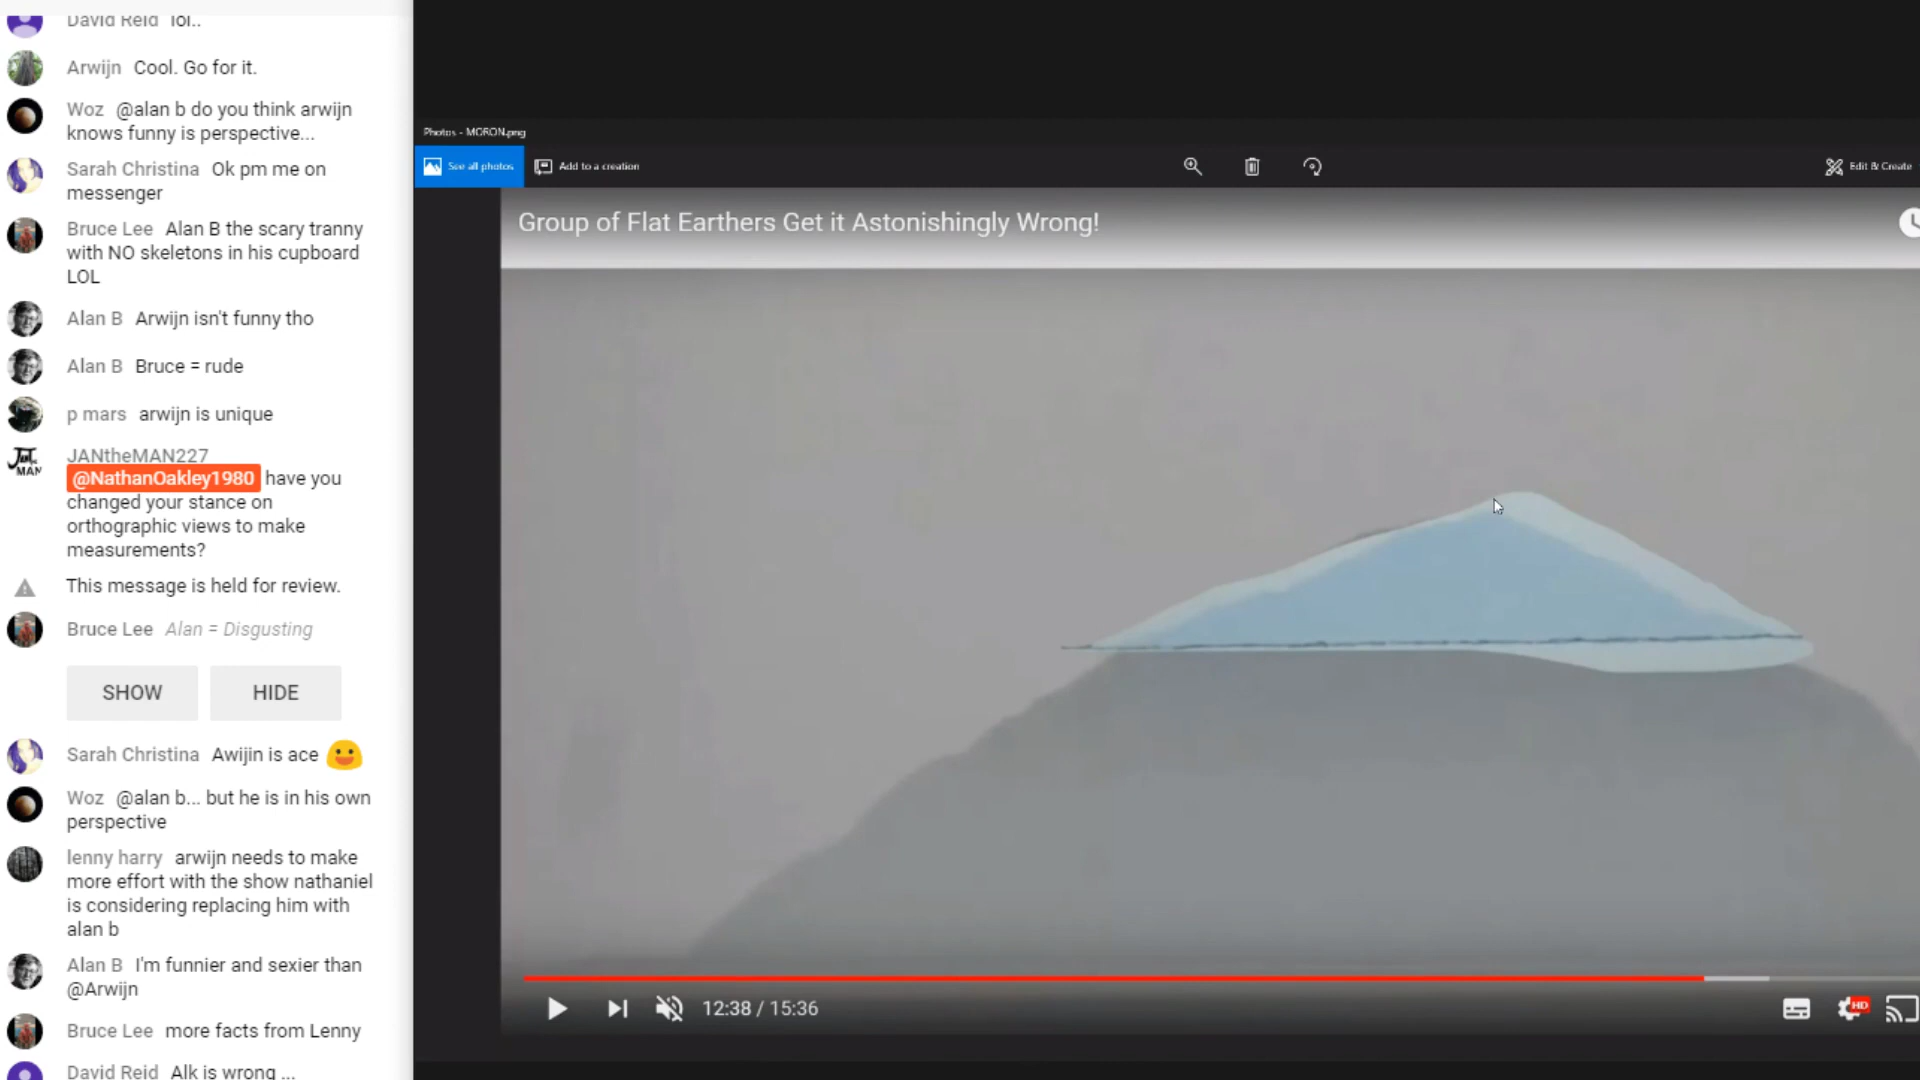 David Reid lol..
Arwijn Cool. Go for it.
Woz @alan b do you think arwijn
knows funny is perspective...
Sarah Christina Ok pm me on
messenger
Bruce Lee Alan B the scary tranny
with NO skeletons in his cupboard
LOL
Alan B Arwijn isn't funny tho
Alan B Bruce = rude
p mars arwijn is unique
JANtheMAN227
@NathanOakley1980 have you
changed your stance on
orthographic views to make
measurements?
This message is held for review.
Bruce Lee Alan = Disgusting
SHOW HIDE
Sarah Christina Awijin is ace
Woz @alan b... but he is in his own
perspective
lenny harry arwijn needs to make
more effort with the show nathaniel
is considering replacing him with
alan b
Alan B I'm funnier and sexier than
@Arwijn
Bruce Lee more facts from Lenny
David Reid Alk is wrong ...
Photos - MORON.png
See all photos Add to a creation Edit & Create
Group of Flat Earthers Get it Astonishingly Wrong!
12:38 / 15:36
HD
JAN THE MAN